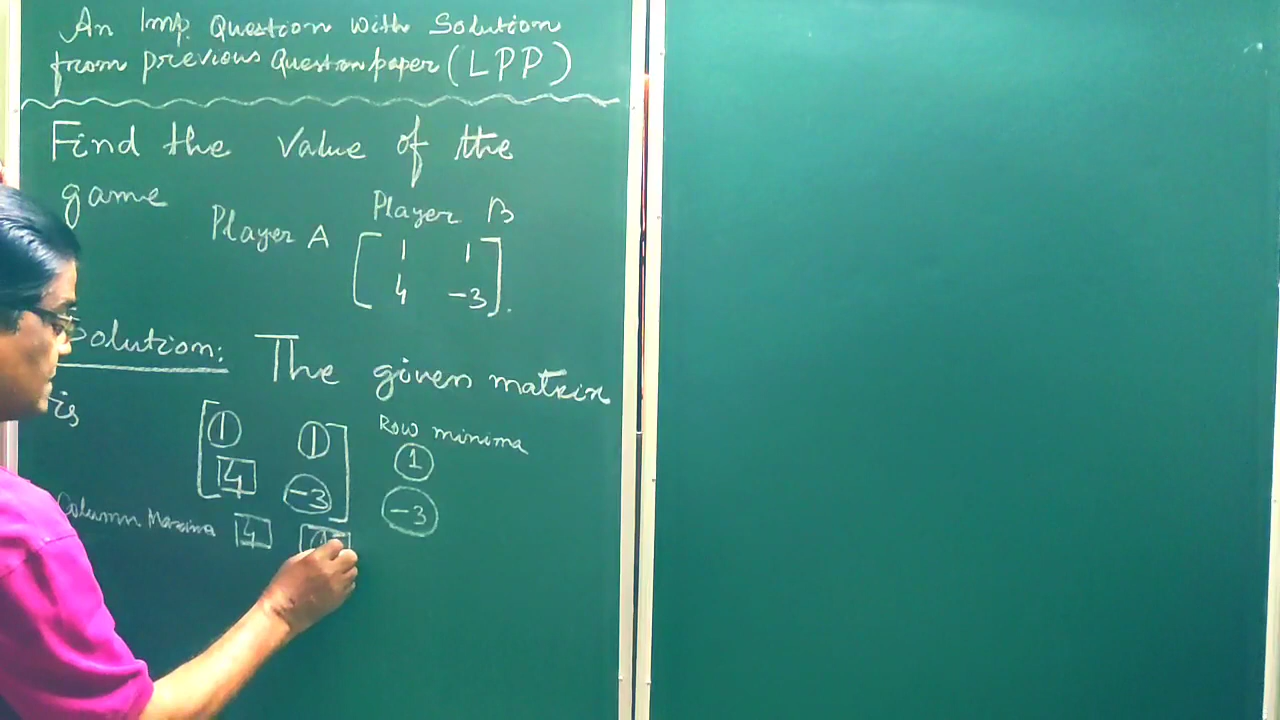 An Imp. Question with Solution
from previous Question paper (LPP)
Find the value of the
game
Player B
Player A [ 1 1
4 -3 ].
Solution: The given matrix
is
Row minima
[ 1 1 ] 1
4 -3 -3
Column Maxima 4